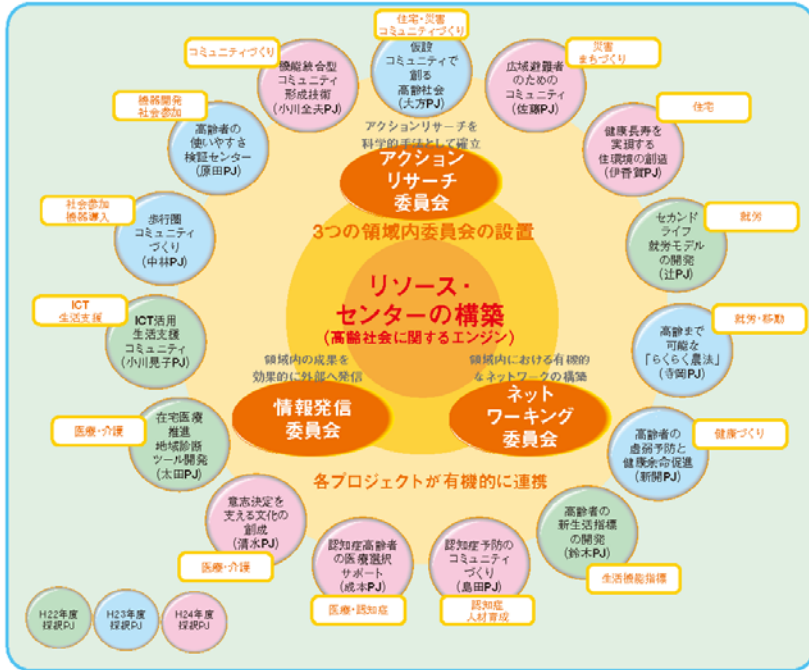 住宅・災害
コミュニティづくり
仮設
コミュニティで
創る
高齢社会
(大方PJ)
災害
まちづくり
広域避難者
のための
コミュニティ
(佐藤PJ)
住宅
健康長寿を
実現する
住環境の創造
(伊香賀PJ)
就労
セカンド
ライフ
就労モデル
の開発
(辻PJ)
就労・移動
高齢まで
可能な
「らくらく農法」
(寺岡PJ)
健康づくり
高齢者の
虚弱予防と
健康余命促進
(新開PJ)
高齢者の
新生活指標
の開発
(鈴木PJ)
生活機能指標
認知症予防の
コミュニティ
づくり
(島田PJ)
認知症
人材育成
認知症高齢者
の医療選択
サポート
(成本PJ)
医療・認知症
意志決定を
支える文化の
創成
(清水PJ)
医療・介護
医療・介護
在宅医療
推進
地域診断
ツール開発
(太田PJ)
ICT
生活支援
ICT活用
生活支援
コミュニティ
(小川晃子PJ)
社会参加
機器導入
歩行圏
コミュニティ
づくり
(中林PJ)
機器開発
社会参加
高齢者の
使いやすさ
検証センター
(原田PJ)
コミュニティづくり
機能統合型
コミュニティ
形成技術
(小川全夫PJ)
アクションリサーチを
科学的手法として確立
アクション
リサーチ
委員会
3つの領域内委員会の設置
リソース・
センターの構築
(高齢社会に関するエンジン)
領域内の成果を
効果的に外部へ発信
情報発信
委員会
領域内における有機的
なネットワークの構築
ネット
ワーキング
委員会
各プロジェクトが有機的に連携
H22年度
採択PJ
H23年度
採択PJ
H24年度
採択PJ